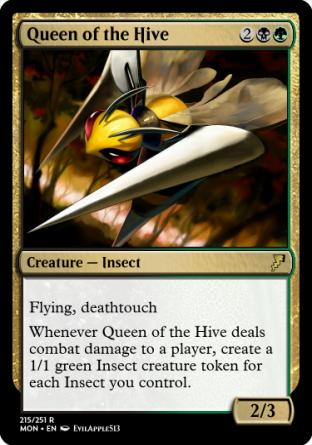 Queen of the Hive 2
Creature — Insect
Flying, deathtouch
Whenever Queen of the Hive deals
combat damage to a player, create a
1/1 green Insect creature token for
each Insect you control.
2/3
215/251 R
MON • EN EvilApple513